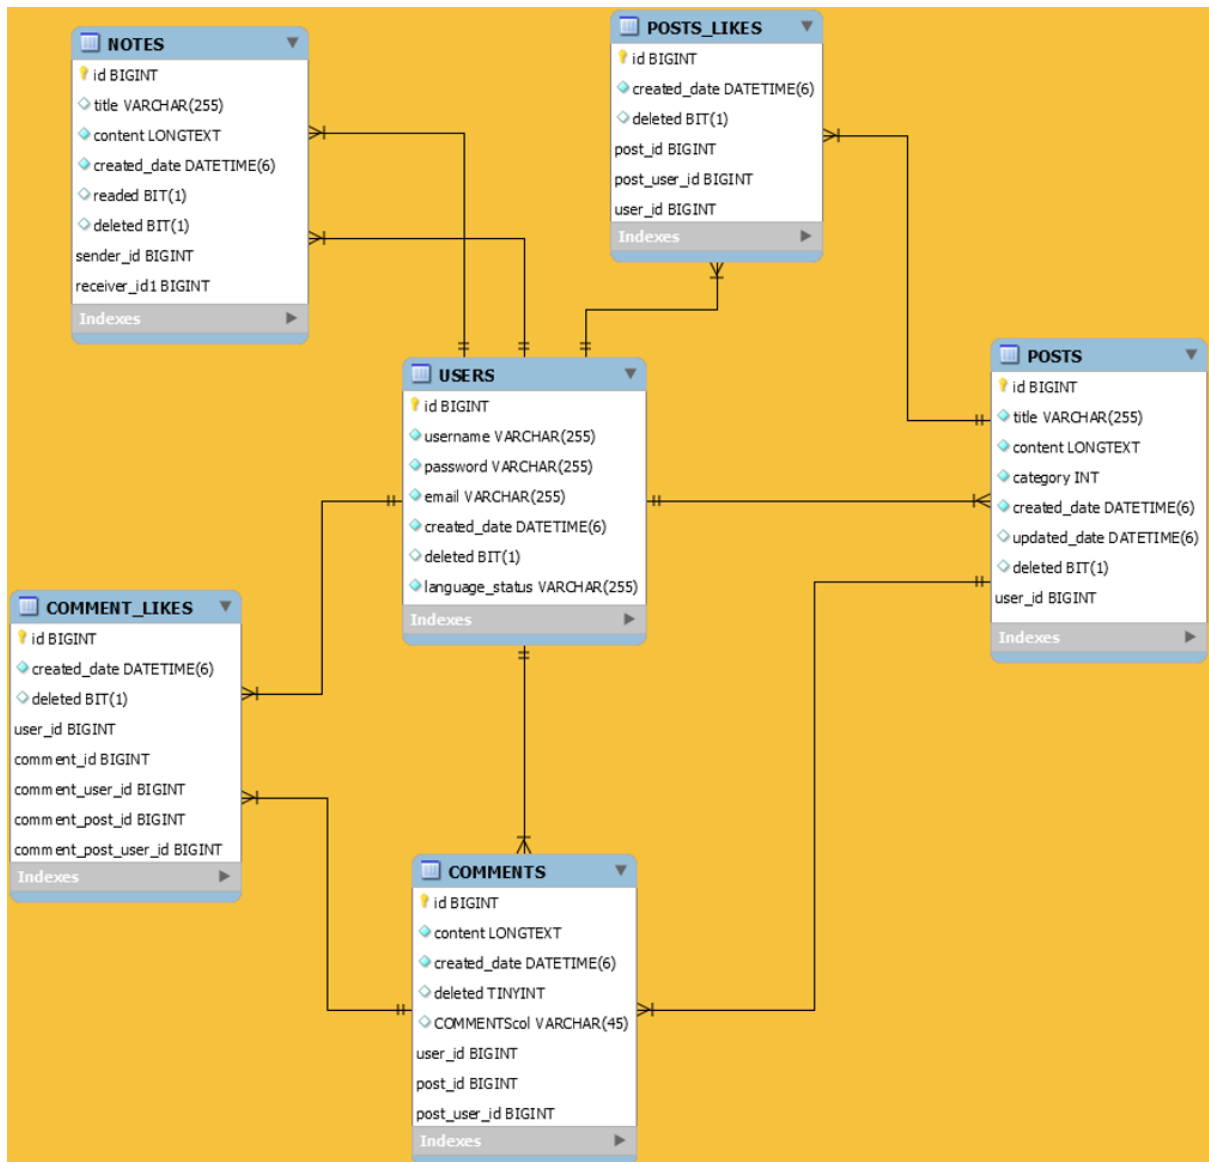 NOTES
id BIGINT
title VARCHAR(255)
content LONGTEXT
created_date DATETIME(6)
readed BIT(1)
deleted BIT(1)
sender_id BIGINT
receiver_id1 BIGINT
Indexes
POSTS_LIKES
id BIGINT
created_date DATETIME(6)
deleted BIT(1)
post_id BIGINT
post_user_id BIGINT
user_id BIGINT
Indexes
USERS
id BIGINT
username VARCHAR(255)
password VARCHAR(255)
email VARCHAR(255)
created_date DATETIME(6)
deleted BIT(1)
language_status VARCHAR(255)
Indexes
POSTS
id BIGINT
title VARCHAR(255)
content LONGTEXT
category INT
created_date DATETIME(6)
updated_date DATETIME(6)
deleted BIT(1)
user_id BIGINT
Indexes
COMMENT_LIKES
id BIGINT
created_date DATETIME(6)
deleted BIT(1)
user_id BIGINT
comment_id BIGINT
comment_user_id BIGINT
comment_post_id BIGINT
comment_post_user_id BIGINT
Indexes
COMMENTS
id BIGINT
content LONGTEXT
created_date DATETIME(6)
deleted TINYINT
COMMENTScol VARCHAR(45)
user_id BIGINT
post_id BIGINT
post_user_id BIGINT
Indexes